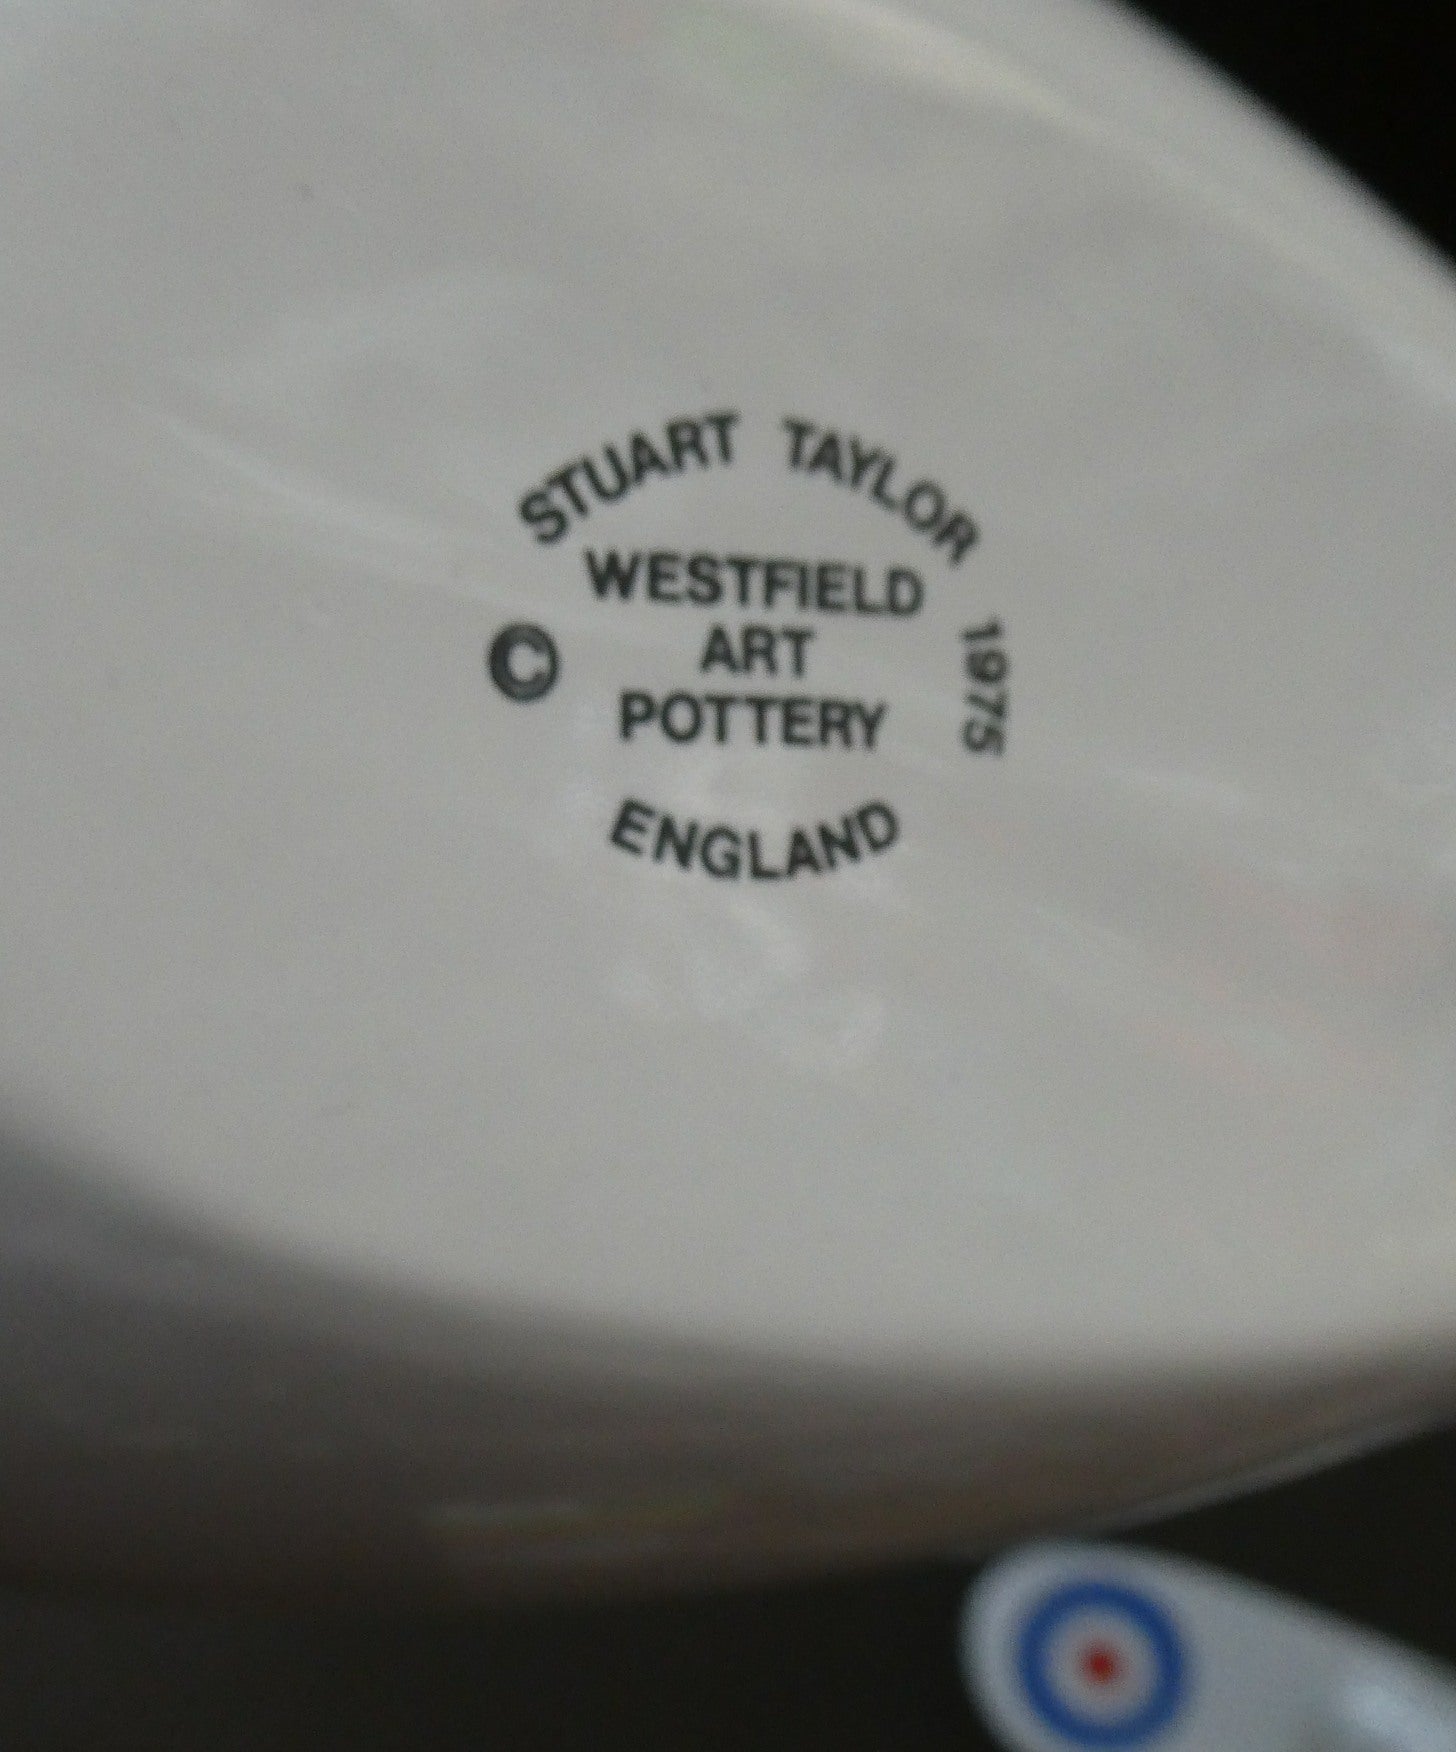 STUART TAYLOR
WESTFIELD
ART
POTTERY
© 1975
ENGLAND